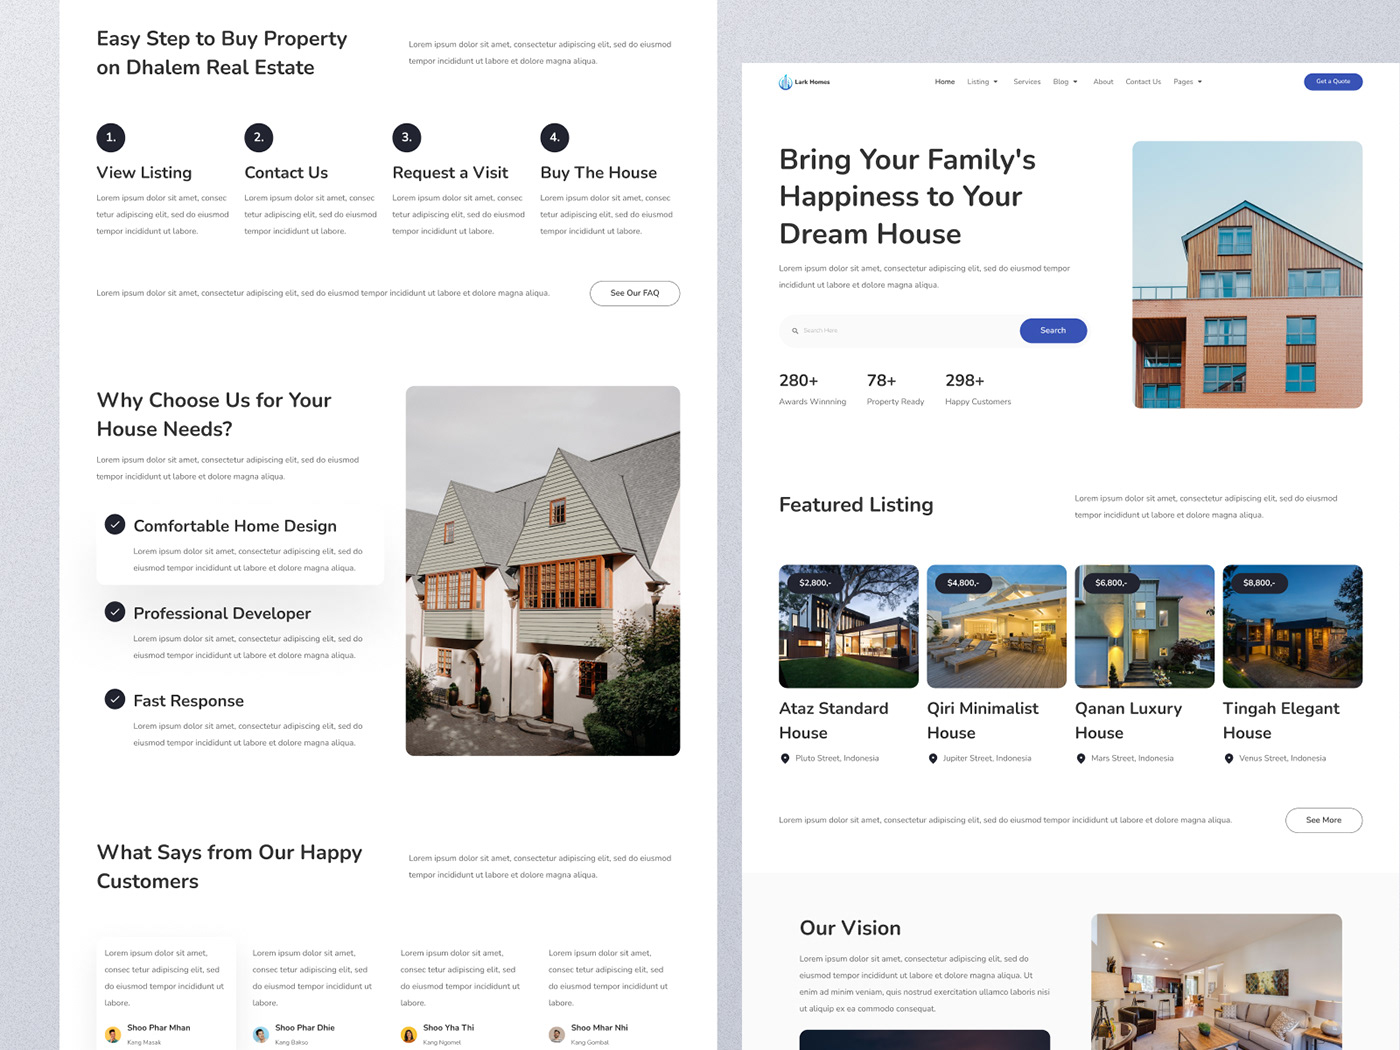 Easy Step to Buy Property
on Dhalem Real Estate
Lorem ipsum dolor sit amet, consectetur adipiscing elit, sed do eiusmod
tempor incididunt ut labore et dolore magna aliqua.
1.
View Listing
Lorem ipsum dolor sit amet, consec
tetur adipiscing elit, sed do eiusmod
tempor incididunt ut labore.
2.
Contact Us
Lorem ipsum dolor sit amet, consec
tetur adipiscing elit, sed do eiusmod
tempor incididunt ut labore.
3.
Request a Visit
Lorem ipsum dolor sit amet, consec
tetur adipiscing elit, sed do eiusmod
tempor incididunt ut labore.
4.
Buy The House
Lorem ipsum dolor sit amet, consec
tetur adipiscing elit, sed do eiusmod
tempor incididunt ut labore.
Lorem ipsum dolor sit amet, consectetur adipiscing elit, sed do eiusmod tempor incididunt ut labore et dolore magna aliqua.
See Our FAQ
Why Choose Us for Your
House Needs?
Lorem ipsum dolor sit amet, consectetur adipiscing elit, sed do eiusmod
tempor incididunt ut labore et dolore magna aliqua.
Comfortable Home Design
Lorem ipsum dolor sit amet, consectetur adipiscing elit, sed do
eiusmod tempor incididunt ut labore et dolore magna aliqua.
Professional Developer
Lorem ipsum dolor sit amet, consectetur adipiscing elit, sed do
eiusmod tempor incididunt ut labore et dolore magna aliqua.
Fast Response
Lorem ipsum dolor sit amet, consectetur adipiscing elit, sed do
eiusmod tempor incididunt ut labore et dolore magna aliqua.
What Says from Our Happy
Customers
Lorem ipsum dolor sit amet, consectetur adipiscing elit, sed do eiusmod
tempor incididunt ut labore et dolore magna aliqua.
Lorem ipsum dolor sit amet,
consec tetur adipiscing elit, sed
do eiusmod tempor incididunt ut
labore.
Shoo Phar Mhan
Kang Masak
Lorem ipsum dolor sit amet,
consec tetur adipiscing elit, sed
do eiusmod tempor incididunt ut
labore.
Shoo Phar Dhie
Kang Bakso
Lorem ipsum dolor sit amet,
consec tetur adipiscing elit, sed
do eiusmod tempor incididunt ut
labore.
Shoo Yha Thi
Kang Ngomel
Lorem ipsum dolor sit amet,
consec tetur adipiscing elit, sed
do eiusmod tempor incididunt ut
labore.
Shoo Mhar Nhi
Kang Gombal
Lark Homes
Home
Listing
Services
Blog
About
Contact Us
Pages
Get a Quote
Bring Your Family's
Happiness to Your
Dream House
Lorem ipsum dolor sit amet, consectetur adipiscing elit, sed do eiusmod tempor
incididunt ut labore et dolore magna aliqua.
Search Here
Search
280+
Awards Winnning
78+
Property Ready
298+
Happy Customers
Featured Listing
Lorem ipsum dolor sit amet, consectetur adipiscing elit, sed do eiusmod
tempor incididunt ut labore et dolore magna aliqua.
$2,800,-
Ataz Standard
House
Pluto Street, Indonesia
$4,800,-
Qiri Minimalist
House
Jupiter Street, Indonesia
$6,800,-
Qanan Luxury
House
Mars Street, Indonesia
$8,800,-
Tingah Elegant
House
Venus Street, Indonesia
Lorem ipsum dolor sit amet, consectetur adipiscing elit, sed do eiusmod tempor incididunt ut labore et dolore magna aliqua.
See More
Our Vision
Lorem ipsum dolor sit amet, consectetur adipiscing elit, sed do
eiusmod tempor incididunt ut labore et dolore magna aliqua. Ut
enim ad minim veniam, quis nostrud exercitation ullamco laboris nisi
ut aliquip ex ea commodo consequat.